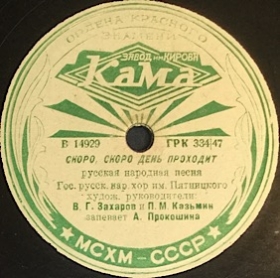 ОРДЕНА КРАСНОГО
ЗНАМЕНИ
ЗАВОД им КИРОВА
Кама
В 14929 ГРК 334/47
СКОРО, СКОРО ДЕНЬ ПРОХОДИТ
русская народная песня
Гос. русск. нар. хор им. Пятницкого
худож. руководители:
В. Г. Захаров и П. М. Казьмин
запевает А. Прокошина
МСХМ – СССР